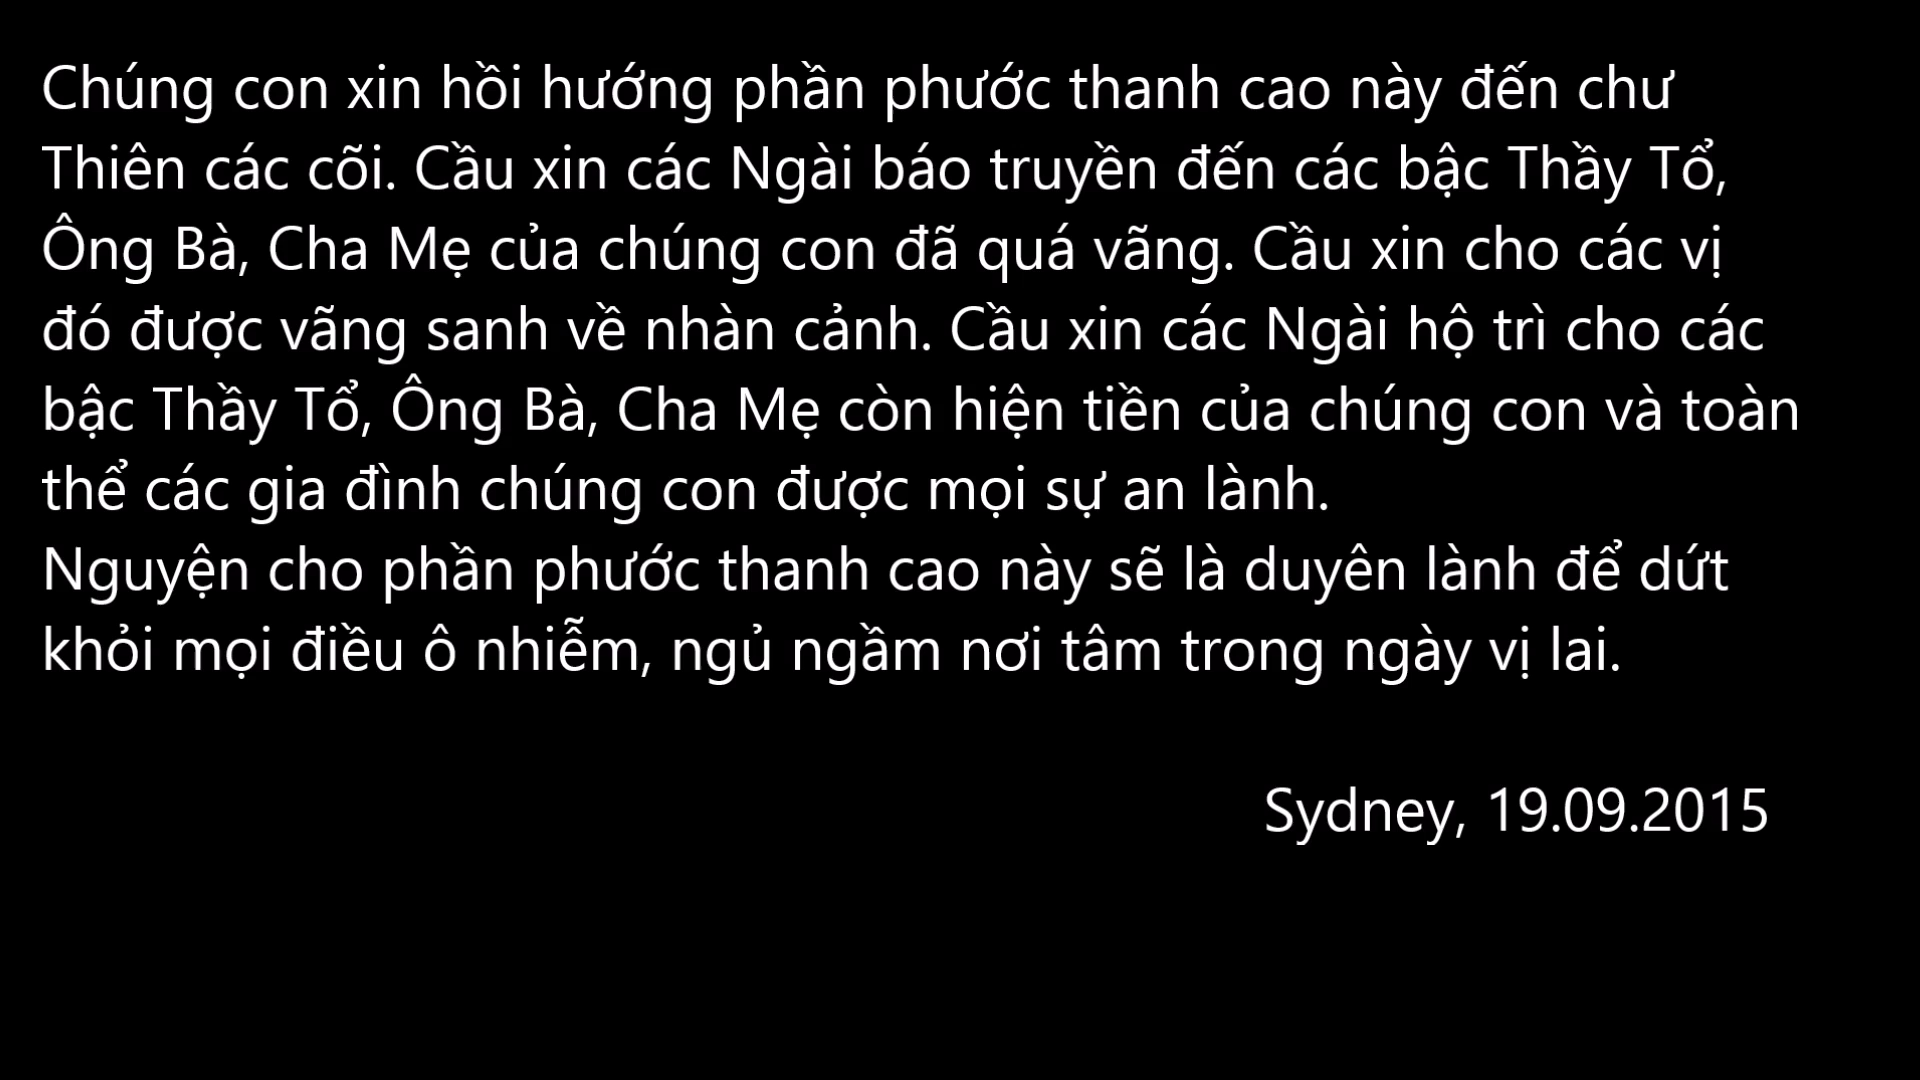 Chúng con xin hồi hướng phần phước thanh cao này đến chư
Thiên các cõi. Cầu xin các Ngài báo truyền đến các bậc Thầy Tổ,
Ông Bà, Cha Mẹ của chúng con đã quá vãng. Cầu xin cho các vị
đó được vãng sanh về nhàn cảnh. Cầu xin các Ngài hộ trì cho các
bậc Thầy Tổ, Ông Bà, Cha Mẹ còn hiện tiền của chúng con và toàn
thể các gia đình chúng con được mọi sự an lành.
Nguyện cho phần phước thanh cao này sẽ là duyên lành để dứt
khỏi mọi điều ô nhiễm, ngủ ngầm nơi tâm trong ngày vị lai.
Sydney, 19.09.2015